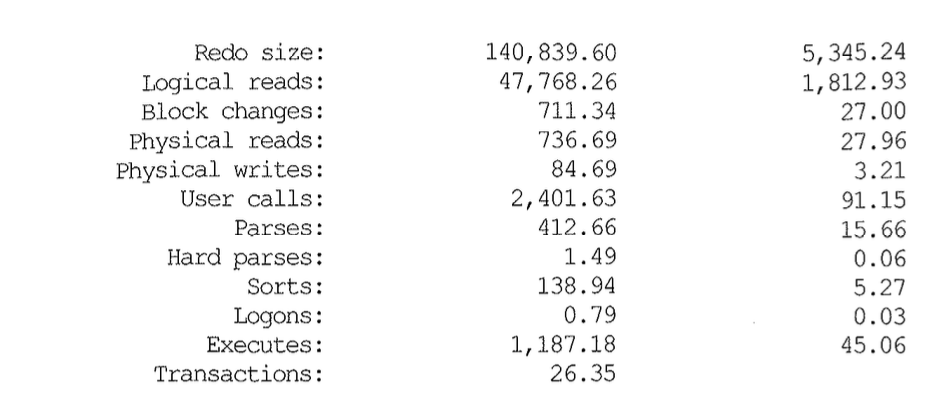 Redo size: 140,839.60 5,345.24
Logical reads: 47,768.26 1,812.93
Block changes: 711.34 27.00
Physical reads: 736.69 27.96
Physical writes: 84.69 3.21
User calls: 2,401.63 91.15
Parses: 412.66 15.66
Hard parses: 1.49 0.06
Sorts: 138.94 5.27
Logons: 0.79 0.03
Executes: 1,187.18 45.06
Transactions: 26.35